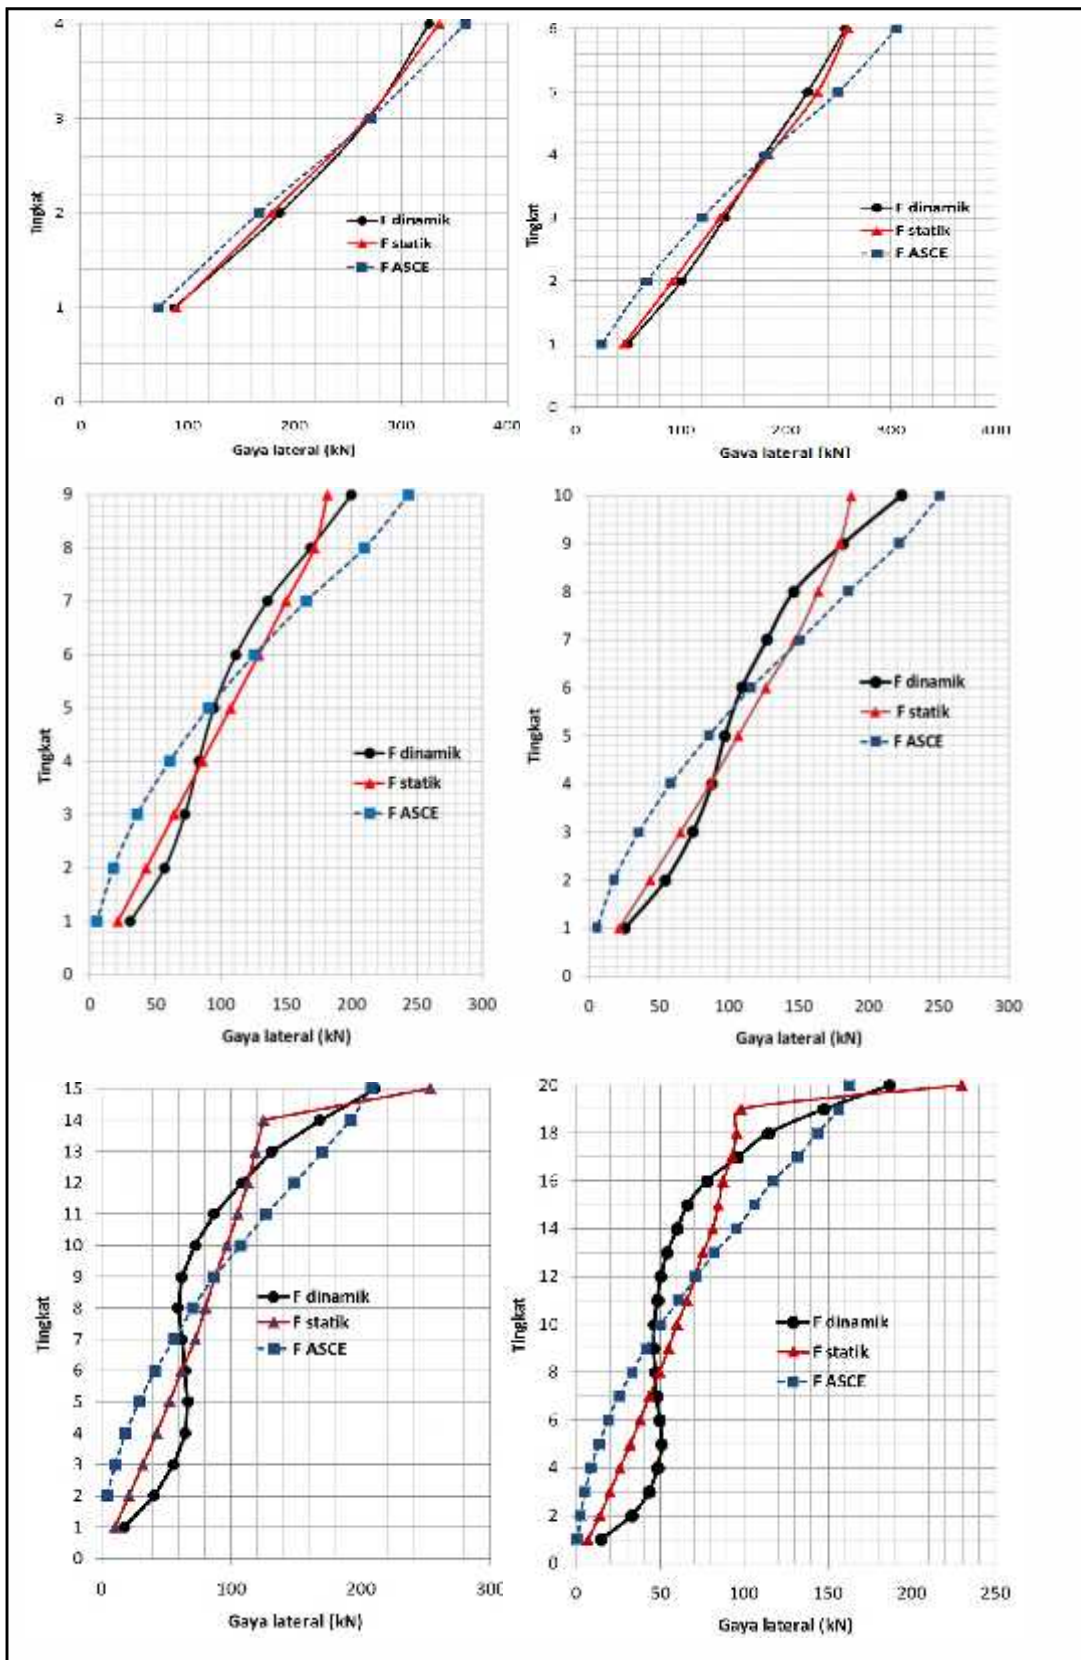 4
3
2
1
0
Tingkat
F dinamik
F statik
F ASCE
0 100 200 300 400
Gaya lateral (kN)
6
5
4
3
2
1
0
Tingkat
F dinamik
F statik
F ASCE
0 100 200 300
Gaya lateral (kN)
9
8
7
6
5
4
3
2
1
0
Tingkat
F dinamik
F statik
F ASCE
0 50 100 150 200 250 300
Gaya lateral (kN)
10
9
8
7
6
5
4
3
2
1
0
Tingkat
F dinamik
F statik
F ASCE
0 50 100 150 200 250 300
Gaya lateral (kN)
15
14
13
12
11
10
9
8
7
6
5
4
3
2
1
0
Tingkat
F dinamik
F statik
F ASCE
0 100 200 300
Gaya lateral (kN)
20
18
16
14
12
10
8
6
4
2
0
Tingkat
F dinamik
F statik
F ASCE
0 50 100 150 200 250
Gaya lateral (kN)